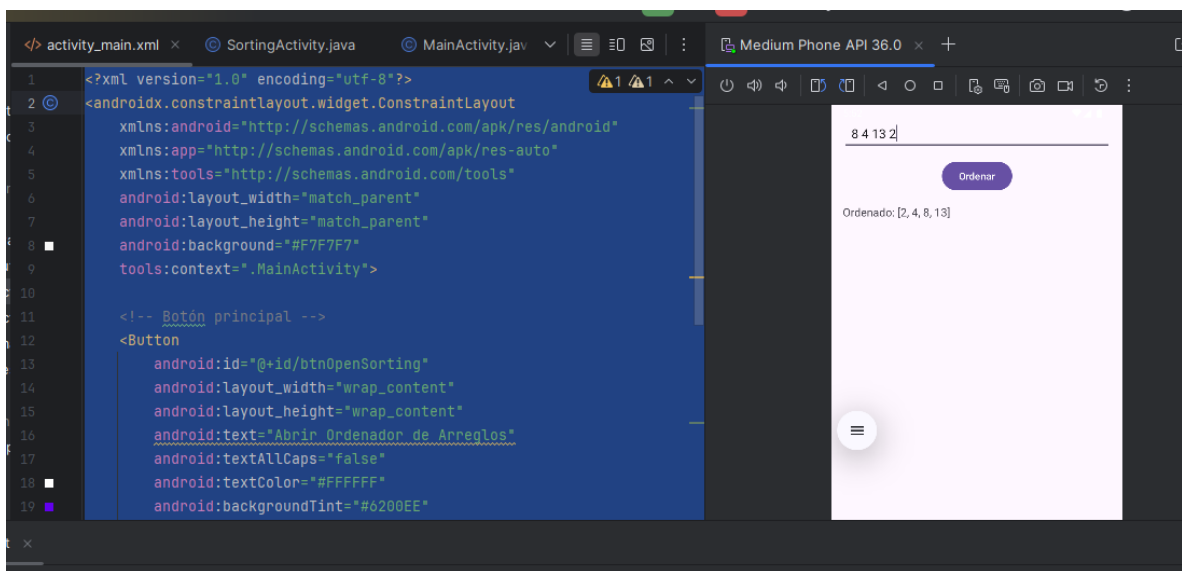 activity_main.xml
SortingActivity.java
MainActivity.jav
Medium Phone API 36.0
1 <?xml version="1.0" encoding="utf-8"?>
1 1
2 <androidx.constraintlayout.widget.ConstraintLayout
3 xmlns:android="http://schemas.android.com/apk/res/android"
4 xmlns:app="http://schemas.android.com/apk/res-auto"
5 xmlns:tools="http://schemas.android.com/tools"
6 android:layout_width="match_parent"
7 android:layout_height="match_parent"
8 android:background="#F7F7F7"
9 tools:context=".MainActivity">
10
11 <!-- Botón principal -->
12 <Button
13 android:id="@+id/btnOpenSorting"
14 android:layout_width="wrap_content"
15 android:layout_height="wrap_content"
16 android:text="Abrir Ordenador de Arreglos"
17 android:textAllCaps="false"
18 android:textColor="#FFFFFF"
19 android:backgroundTint="#6200EE"
8 4 13 2
Ordenar
Ordenado: [2, 4, 8, 13]